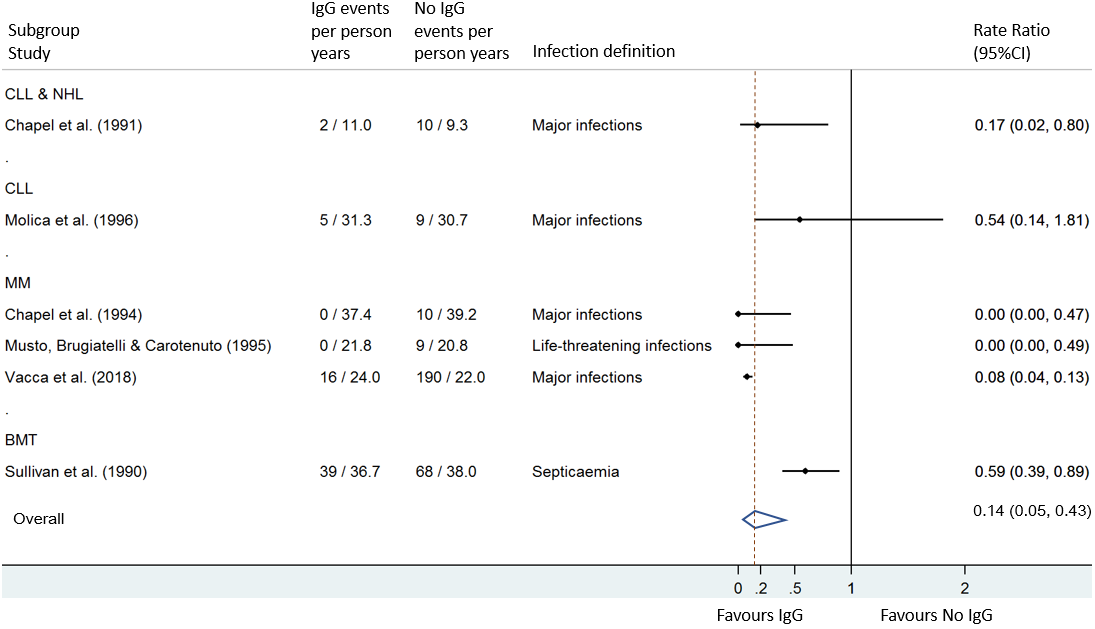 Subgroup Study IgG events per person years No IgG events per person years Infection definition Rate Ratio (95%CI)
CLL & NHL
Chapel et al. (1991) 2 / 11.0 10 / 9.3 Major infections 0.17 (0.02, 0.80)
.
CLL
Molica et al. (1996) 5 / 31.3 9 / 30.7 Major infections 0.54 (0.14, 1.81)
.
MM
Chapel et al. (1994) 0 / 37.4 10 / 39.2 Major infections 0.00 (0.00, 0.47)
Musto, Brugiatelli & Carotenuto (1995) 0 / 21.8 9 / 20.8 Life-threatening infections 0.00 (0.00, 0.49)
Vacca et al. (2018) 16 / 24.0 190 / 22.0 Major infections 0.08 (0.04, 0.13)
.
BMT
Sullivan et al. (1990) 39 / 36.7 68 / 38.0 Septicaemia 0.59 (0.39, 0.89)
Overall 0.14 (0.05, 0.43)
0 .2 .5 1 2
Favours IgG Favours No IgG